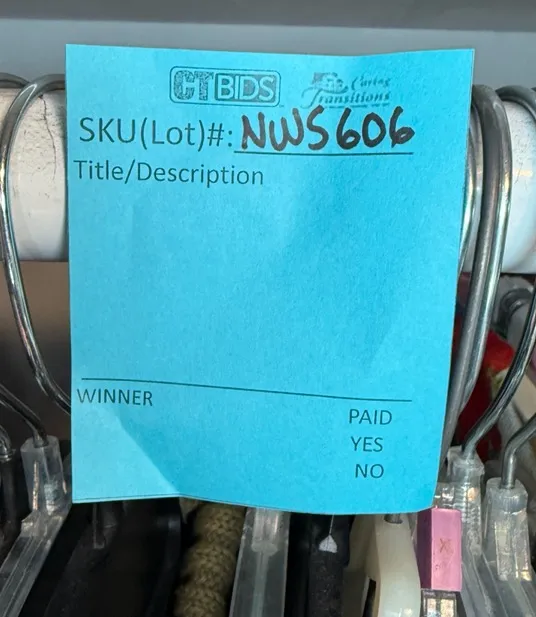 CTBIDS
Caring
Transitions
SKU(Lot)#: NWS606
Title/Description
WINNER
PAID
YES
NO